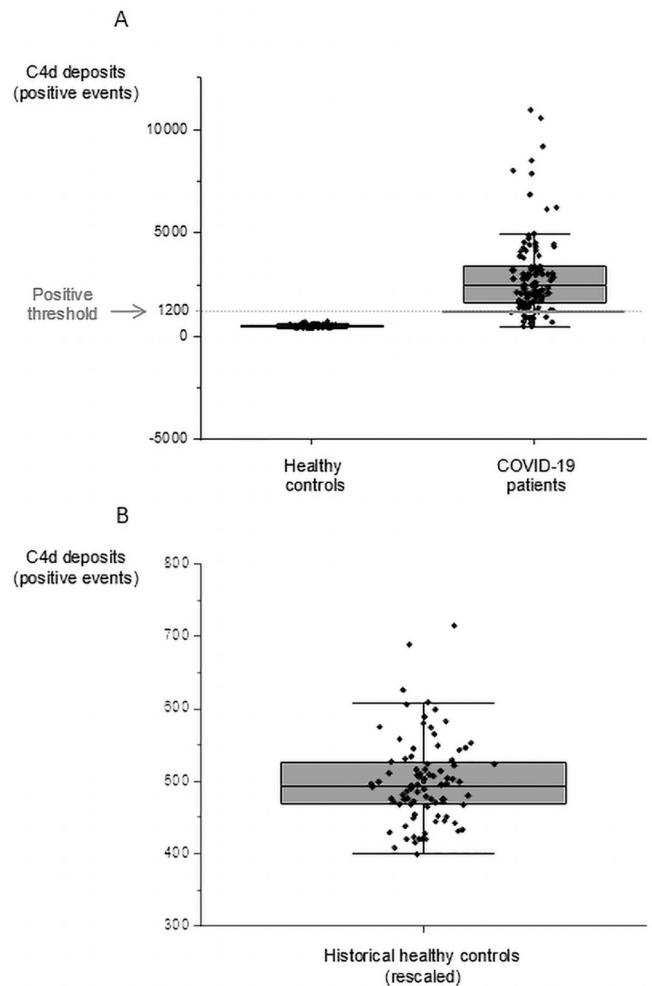 A
C4d deposits
(positive events)
10000
5000
Positive
threshold
1200
0
-5000
Healthy
controls
COVID-19
patients
B
C4d deposits
(positive events)
800
700
600
500
400
300
Historical healthy controls
(rescaled)